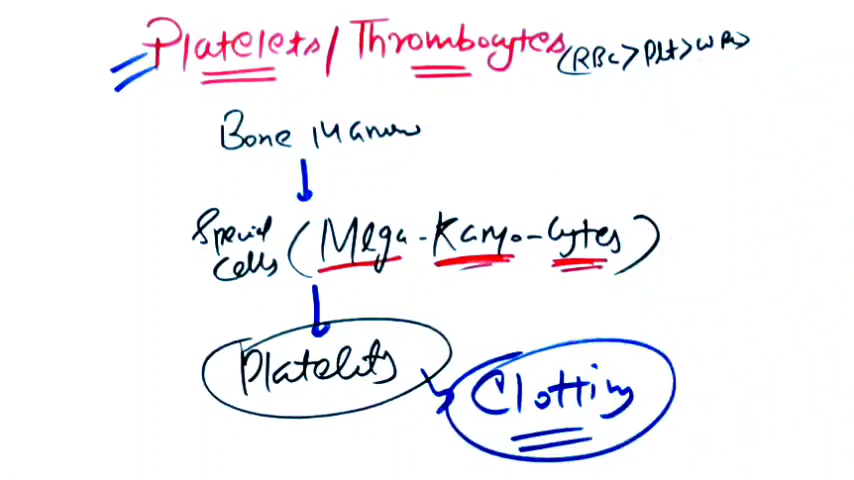 Platelets/Thrombocytes (RBC>Plt>WBC)
Bone Marrow
Special Cells (Mega-Karyo-Cytes)
Platelets
Clotting